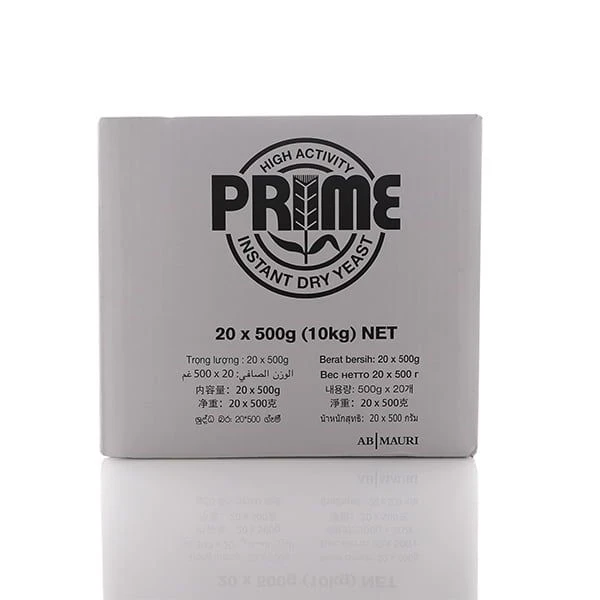 HIGH ACTIVITY
PRIME
INSTANT DRY YEAST
20 x 500g (10kg) NET
Trọng lượng : 20 x 500g
الوزن الصافي: 20 x 500 غم
内容量: 20 x 500g
净重: 20 x 500克
ශුද්ධ බර: 20*500 ග්‍රෑම්
Berat bersih: 20 x 500g
Вес нетто 20 x 500 г
내용량: 500g x 20개
淨重: 20 x 500克
น้ำหนักสุทธิ: 20 x 500 กรัม
AB|MAURI